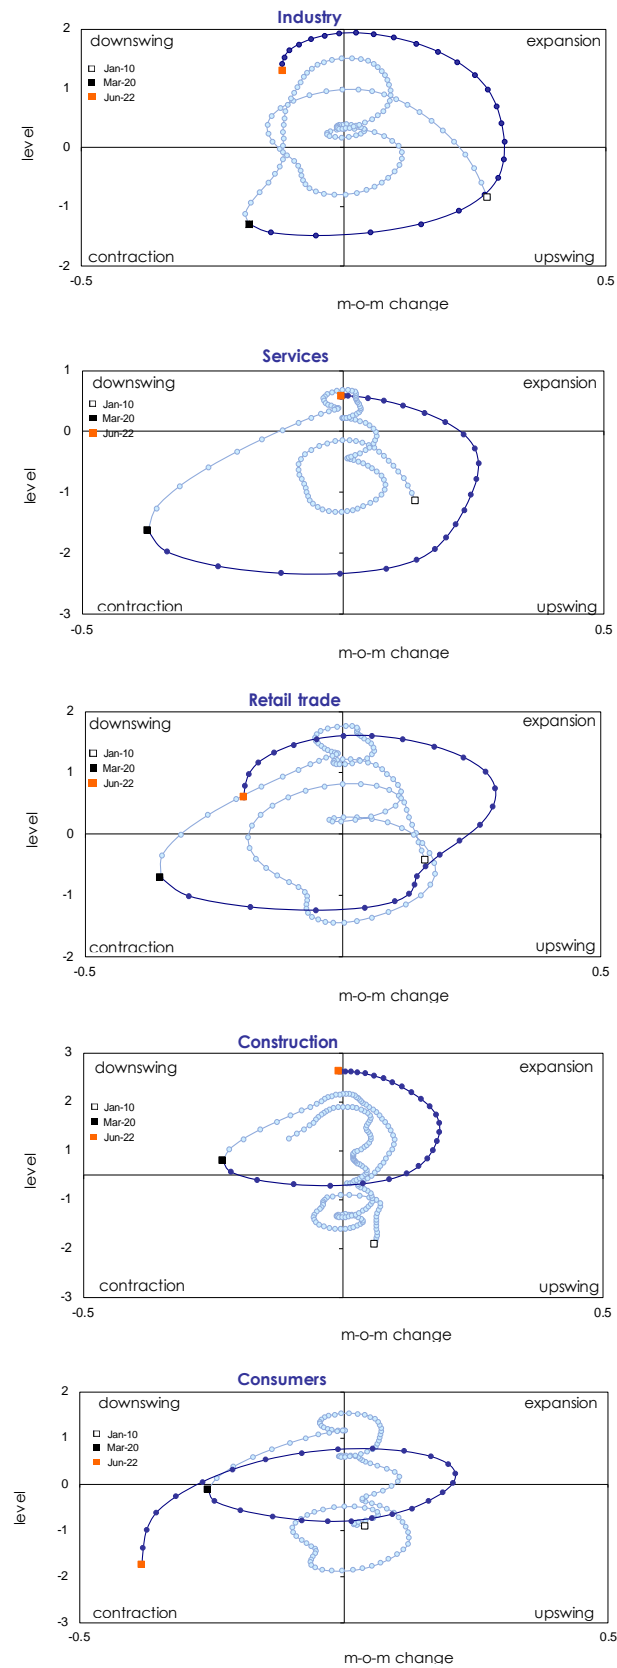 Industry
2
downswing
expansion
Jan-10
1
Mar-20
Jun-22
level
0
-1
contraction
upswing
-2
-0.5
0.5
m-o-m change
Services
1
downswing
expansion
Jan-10
Mar-20
0
Jun-22
level
-1
-2
contraction
upswing
-3
-0.5
0.5
m-o-m change
Retail trade
2
downswing
expansion
Jan-10
1
Mar-20
Jun-22
level
0
-1
contraction
upswing
-2
-0.5
0.5
m-o-m change
Construction
3
downswing
expansion
2
Jan-10
Mar-20
Jun-22
1
level
-1
-2
contraction
upswing
-3
-0.5
0.5
m-o-m change
Consumers
2
downswing
expansion
Jan-10
1
Mar-20
Jun-22
level
0
-1
-2
contraction
upswing
-3
-0.5
0.5
m-o-m change